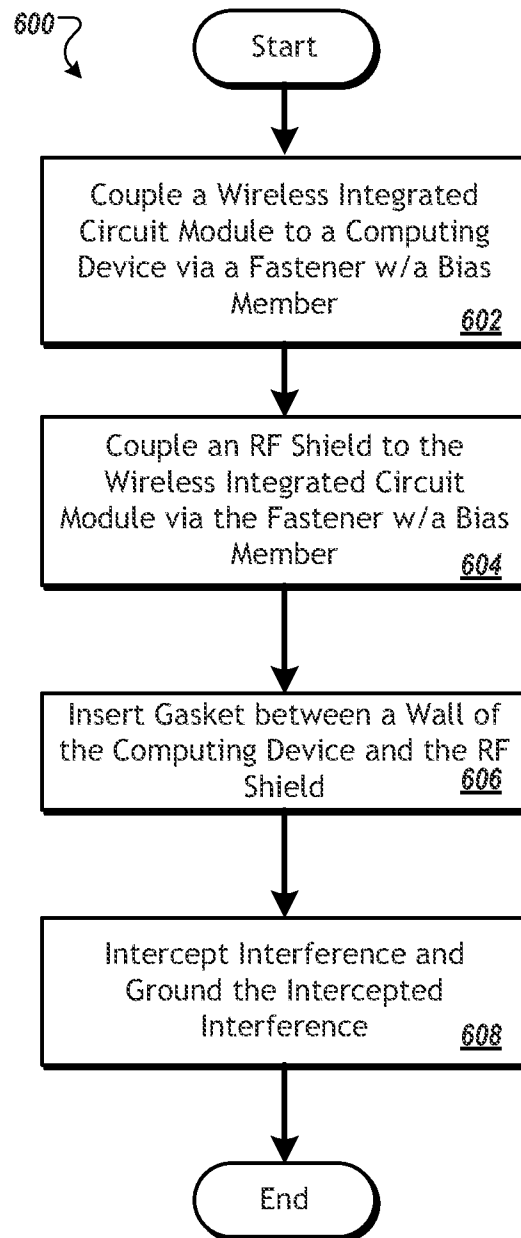 600
Start
Couple a Wireless Integrated
Circuit Module to a Computing
Device via a Fastener w/a Bias
Member
602
Couple an RF Shield to the
Wireless Integrated Circuit
Module via the Fastener w/a Bias
Member
604
Insert Gasket between a Wall of
the Computing Device and the RF
Shield
606
Intercept Interference and
Ground the Intercepted
Interference
608
End